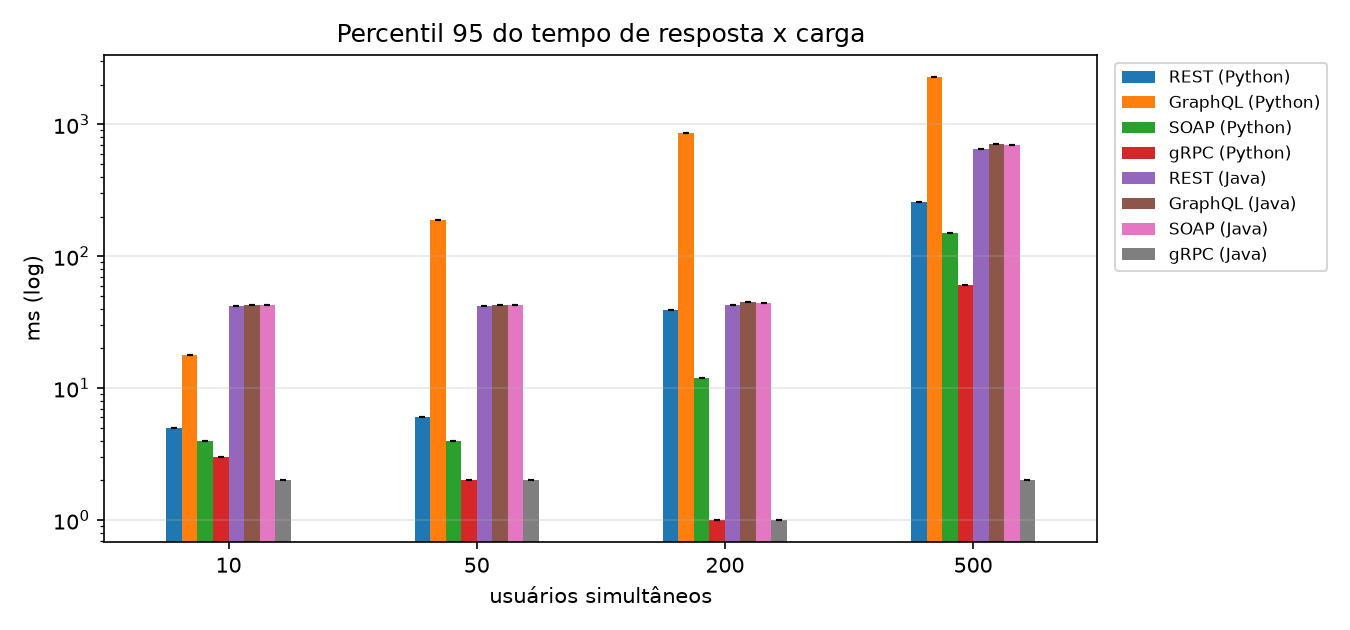 Percentil 95 do tempo de resposta x carga
ms (log)
10³
10²
10¹
10⁰
10 50 200 500
usuários simultâneos
REST (Python)
GraphQL (Python)
SOAP (Python)
gRPC (Python)
REST (Java)
GraphQL (Java)
SOAP (Java)
gRPC (Java)